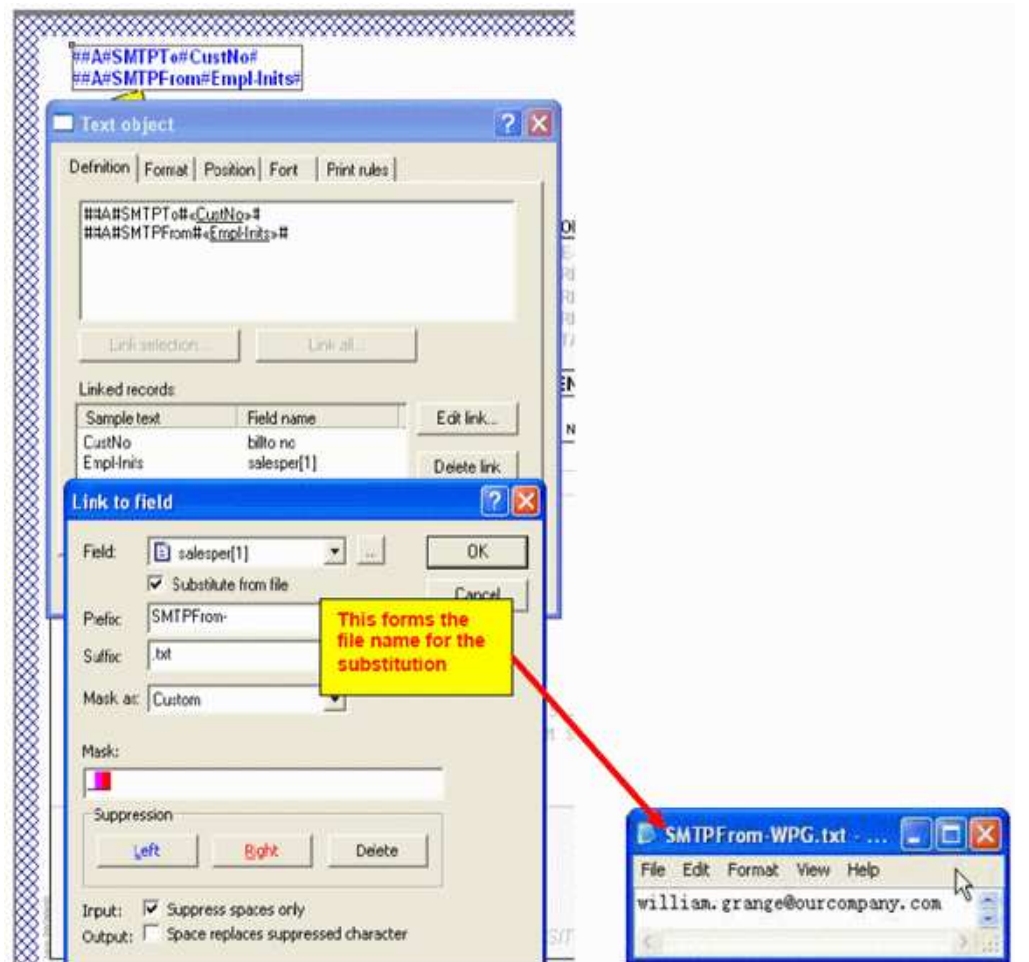 ##A#SMTPTo#CustNo#
##A#SMTPFrom#Empl-Inits#
Text object
Definition Format Position Font Print rules
##A#SMTPTo#«CustNo»#
##A#SMTPFrom#«Empl-Inits»#
Link selection... Link all...
Linked records
Sample text Field name
CustNo billto no
Empl-Inits salesper[1]
Edit link...
Delete link
Link to field
Field: salesper[1] ...
Substitute from file
Prefix: SMTPFrom-
Suffix: .txt
Mask as: Custom
OK
Cancel
This forms the
file name for the
substitution
Mask:
Suppression
Left Right Delete
Input: Suppress spaces only
Output: Space replaces suppressed character
SMTPFrom-WPG.txt - ...
File Edit Format View Help
william.grange@ourcompany.com